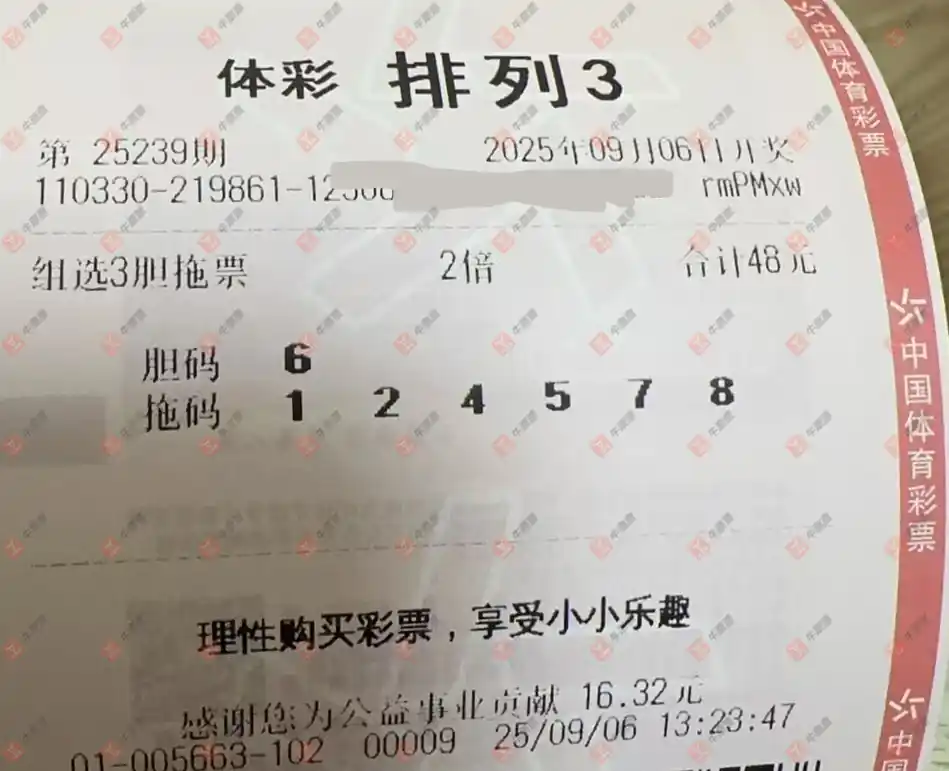 体彩 排列3
第 25239期 2025年09月06日开奖
110330-219861-12 rmPMxw
组选3胆拖票 2倍 合计48元
胆码 6
拖码 1 2 4 5 7 8
理性购买彩票，享受小小乐趣
感谢您为公益事业贡献 16.32元
01-005663-102 00009 25/09/06 13:23:47
中国体育彩票
中国体育彩票
中国